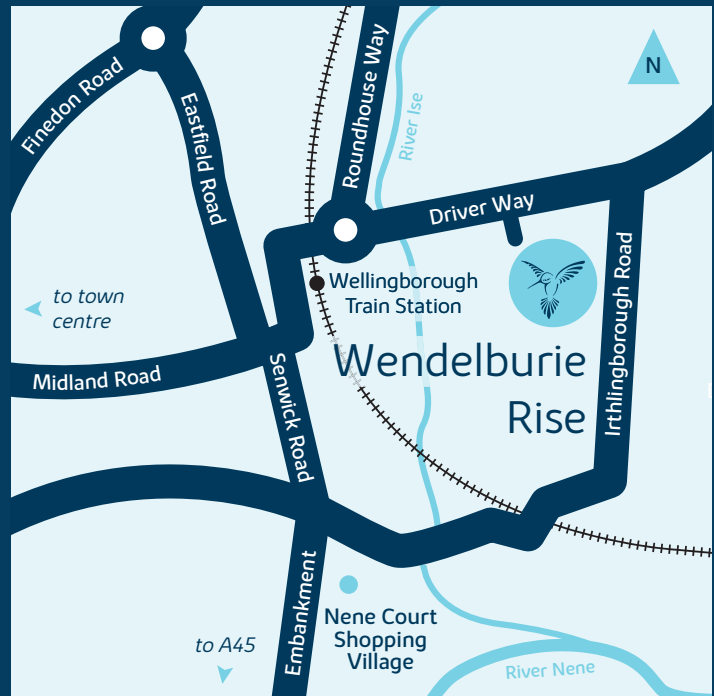 N
Finedon Road
Eastfield Road
Roundhouse Way
River Ise
Driver Way
Wellingborough
Train Station
to town
centre
Midland Road
Senwick Road
Wendelburie
Rise
Irthlingborough Road
Embankment
Nene Court
Shopping
Village
to A45
River Nene